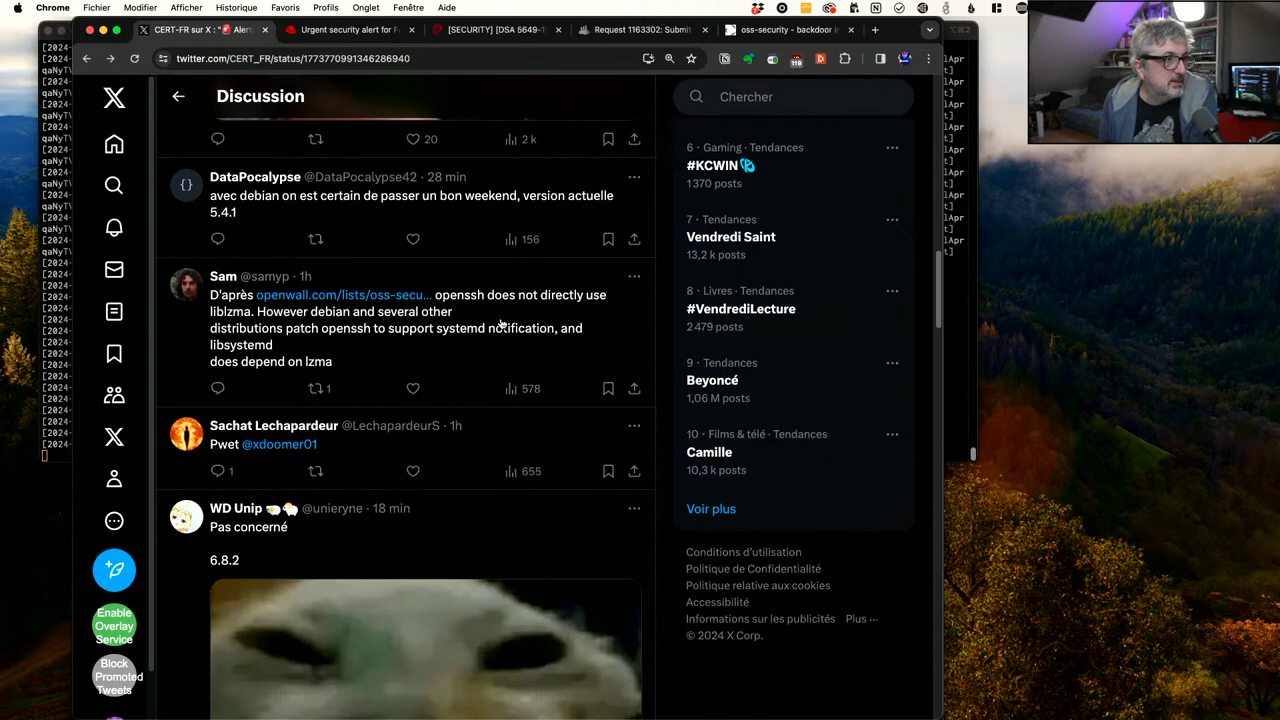 Chrome Fichier Modifier Afficher Historique Favoris Profils Onglet Fenêtre Aide
CERT-FR sur X : "🚨 Alert
Urgent security alert for F
[SECURITY] [DSA 5649-1
Request 1163302: Submit
oss-security - backdoor i
twitter.com/CERT_FR/status/1773770991346286940
119
Discussion
20
2 k
DataPocalypse @DataPocalypse42 · 28 min
avec debian on est certain de passer un bon weekend, version actuelle
5.4.1
156
Sam @samyp · 1h
D'après openwall.com/lists/oss-secu... openssh does not directly use
liblzma. However debian and several other
distributions patch openssh to support systemd notification, and
libsystemd
does depend on lzma
1
578
Sachat Lechapardeur @LechapardeurS · 1h
Pwet @xdoomer01
1
655
WD Unip @unieryne · 18 min
Pas concerné
6.8.2
Enable
Overlay
Service
Block
Promoted
Tweets
Chercher
6 · Gaming · Tendances
#KCWIN
1 370 posts
7 · Tendances
Vendredi Saint
13,2 k posts
8 · Livres · Tendances
#VendrediLecture
2 479 posts
9 · Tendances
Beyoncé
1,06 M posts
10 · Films & télé · Tendances
Camille
10,3 k posts
Voir plus
Conditions d'utilisation
Politique de Confidentialité
Politique relative aux cookies
Accessibilité
Informations sur les publicités Plus ···
© 2024 X Corp.